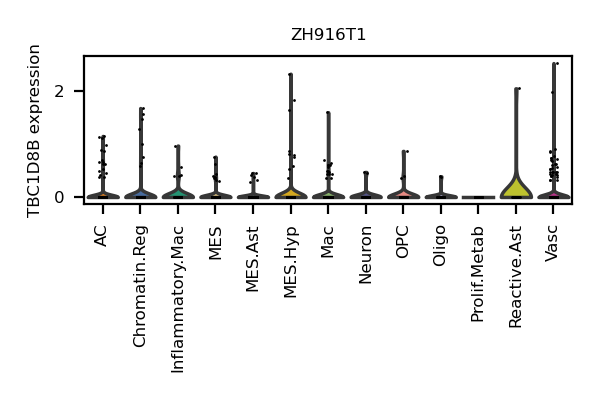 ZH916T1
TBC1D8B expression
2
0
AC
Chromatin.Reg
Inflammatory.Mac
MES
MES.Ast
MES.Hyp
Mac
Neuron
OPC
Oligo
Prolif.Metab
Reactive.Ast
Vasc